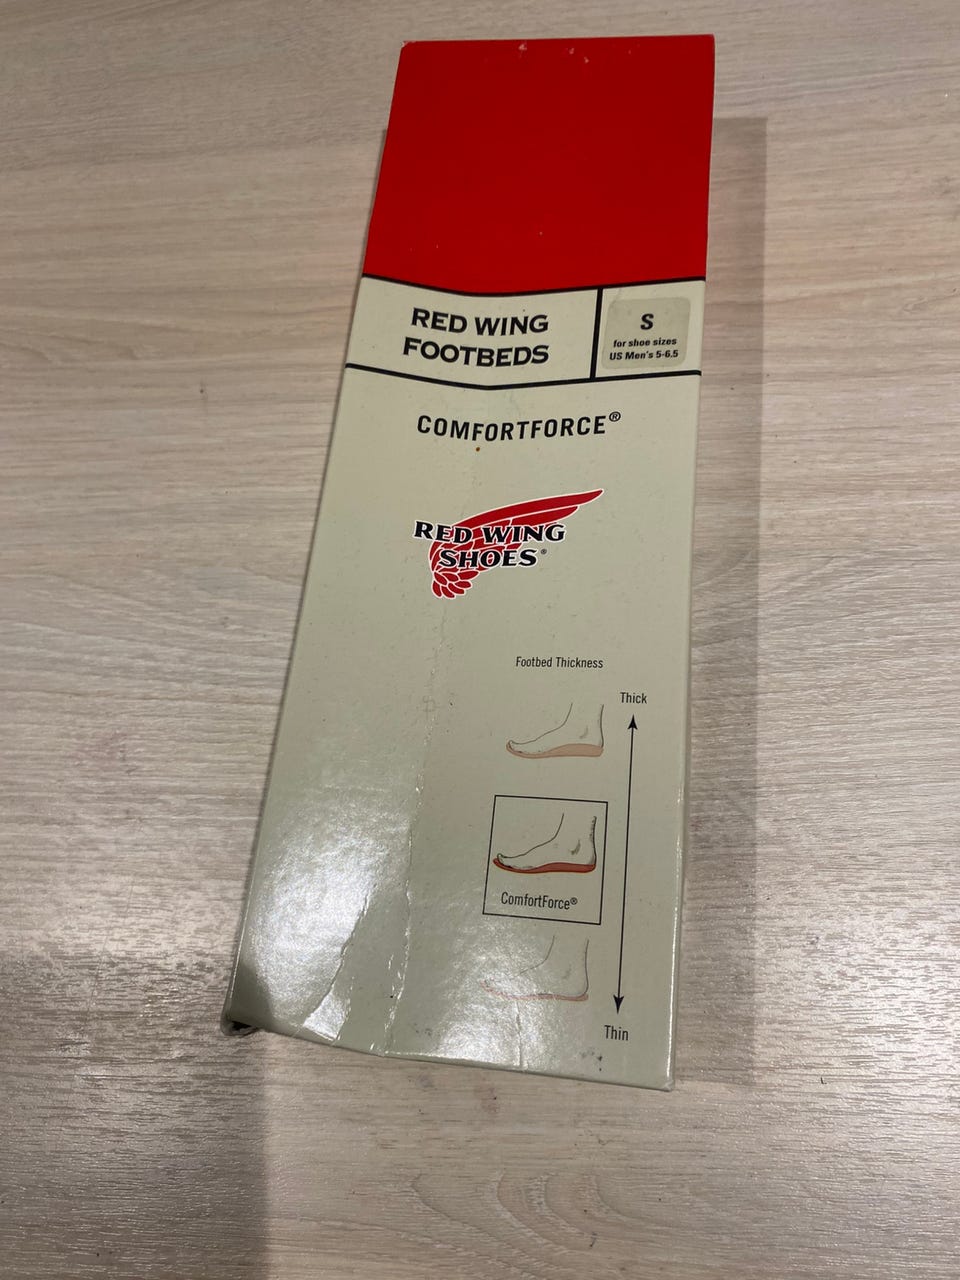 RED WING
FOOTBEDS
S
for shoe sizes
US Men's 5-6.5
COMFORTFORCE®
RED WING
SHOES®
Footbed Thickness
Thick
ComfortForce®
Thin